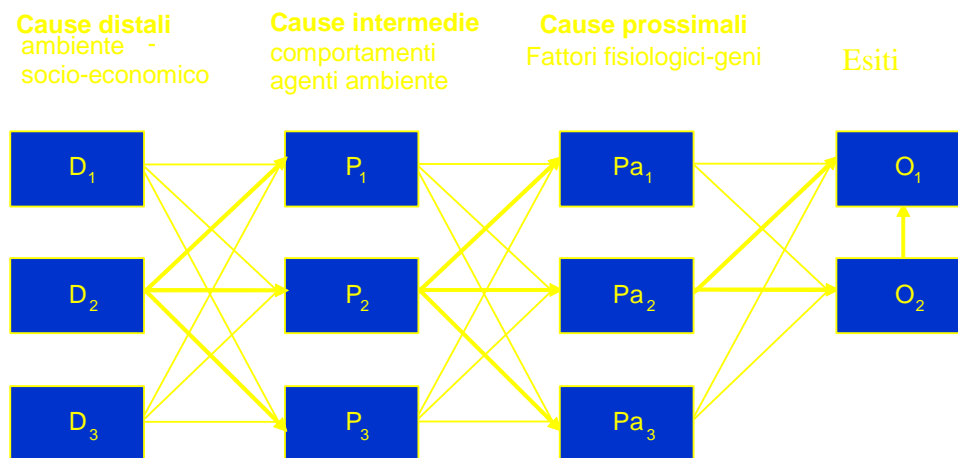 Cause distali
ambiente -
socio-economico
Cause intermedie
comportamenti
agenti ambiente
Cause prossimali
Fattori fisiologici-geni
Esiti
D1
P1
Pa1
O1
D2
P2
Pa2
O2
D3
P3
Pa3